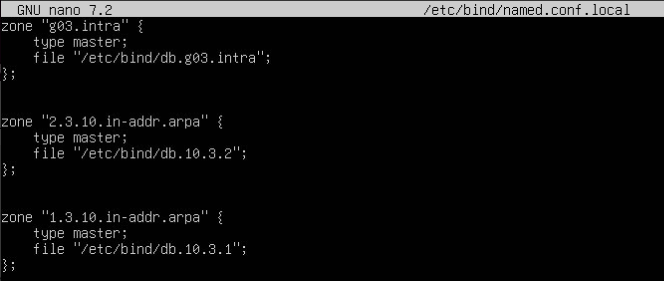 GNU nano 7.2 /etc/bind/named.conf.local
zone "g03.intra" {
    type master;
    file "/etc/bind/db.g03.intra";
};
zone "2.3.10.in-addr.arpa" {
    type master;
    file "/etc/bind/db.10.3.2";
};
zone "1.3.10.in-addr.arpa" {
    type master;
    file "/etc/bind/db.10.3.1";
};